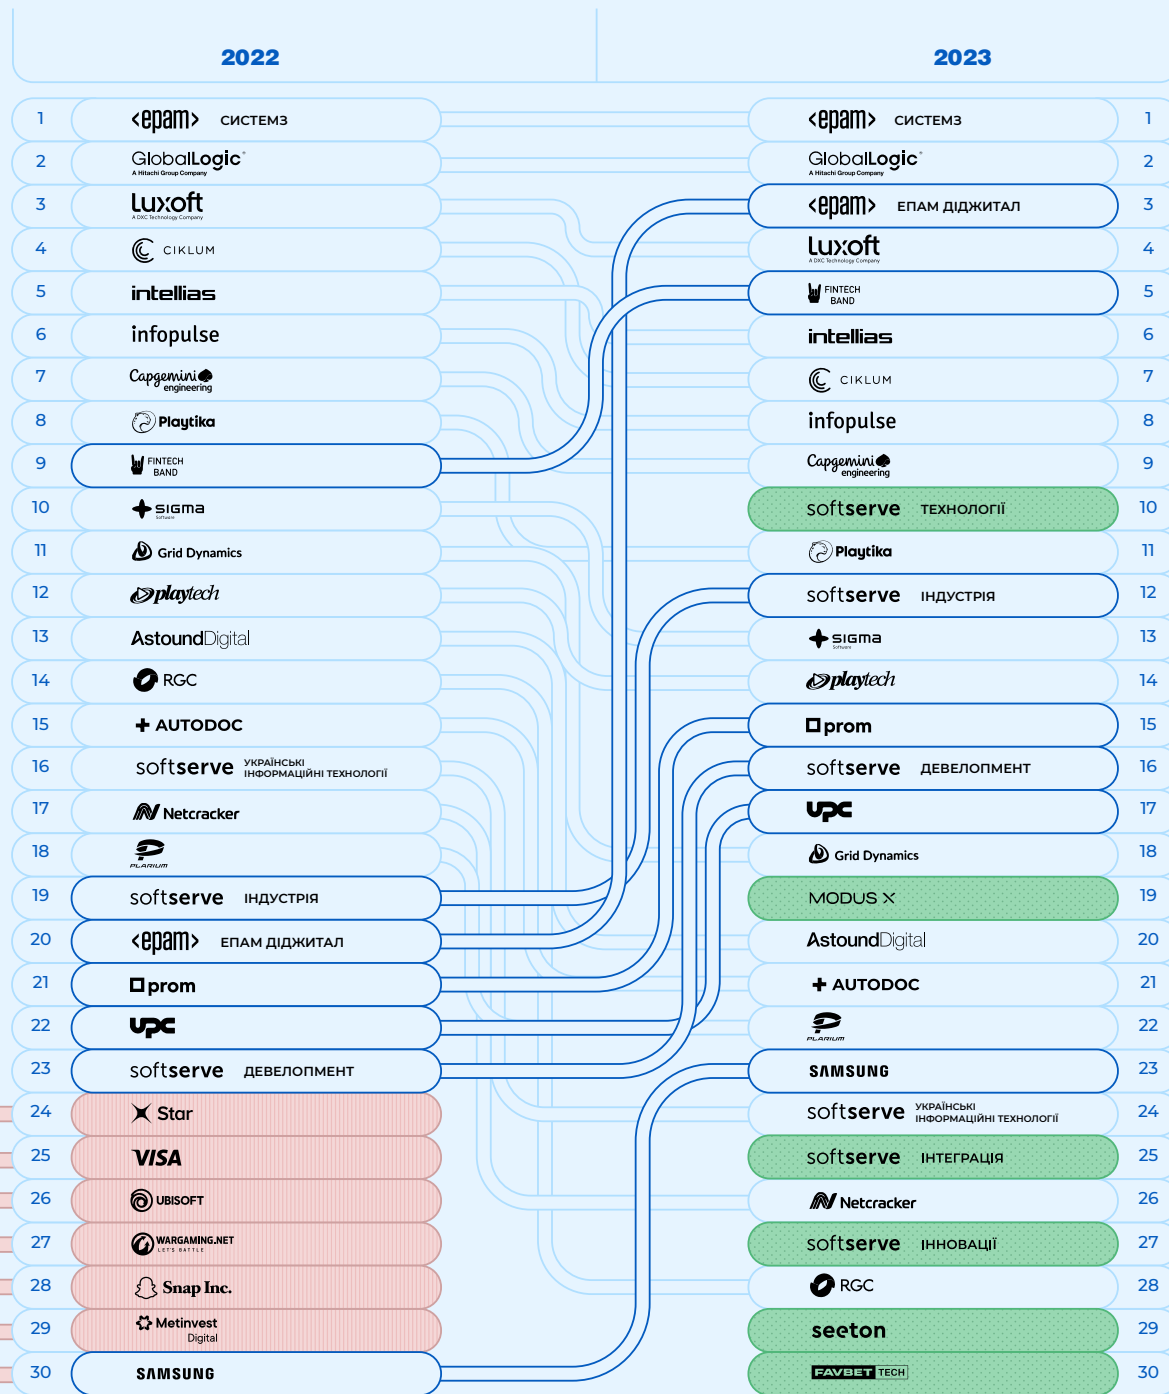 2022
2023
1 <epam> СИСТЕМЗ
<epam> СИСТЕМЗ 1
2 GlobalLogic
A Hitachi Group Company
GlobalLogic 2
A Hitachi Group Company
3 Luxoft
A DXC Technology Company
<epam> ЕПАМ ДІДЖИТАЛ 3
4 CIKLUM
Luxoft 4
A DXC Technology Company
5 intellias
FINTECH 5
BAND
6 infopulse
intellias 6
7 Capgemini
engineering
CIKLUM 7
8 Playtika
infopulse 8
9 FINTECH
BAND
Capgemini 9
engineering
10 SIGMA
Software
softserve ТЕХНОЛОГІЇ 10
11 Grid Dynamics
Playtika 11
12 playtech
softserve ІНДУСТРІЯ 12
13 AstoundDigital
SIGMA 13
Software
14 RGC
playtech 14
15 AUTODOC
prom 15
16 softserve УКРАЇНСЬКІ
ІНФОРМАЦІЙНІ ТЕХНОЛОГІЇ
softserve ДЕВЕЛОПМЕНТ 16
17 Netcracker
UPC 17
18 PLARIUM
Grid Dynamics 18
19 softserve ІНДУСТРІЯ
MODUS X 19
20 <epam> ЕПАМ ДІДЖИТАЛ
AstoundDigital 20
21 prom
AUTODOC 21
22 UPC
PLARIUM 22
23 softserve ДЕВЕЛОПМЕНТ
SAMSUNG 23
24 Star
softserve УКРАЇНСЬКІ 24
ІНФОРМАЦІЙНІ ТЕХНОЛОГІЇ
25 VISA
softserve ІНТЕГРАЦІЯ 25
26 UBISOFT
Netcracker 26
27 WARGAMING.NET
LET'S BATTLE
softserve ІННОВАЦІЇ 27
28 Snap Inc.
RGC 28
29 Metinvest
Digital
seeton 29
30 SAMSUNG
FAVBET TECH 30